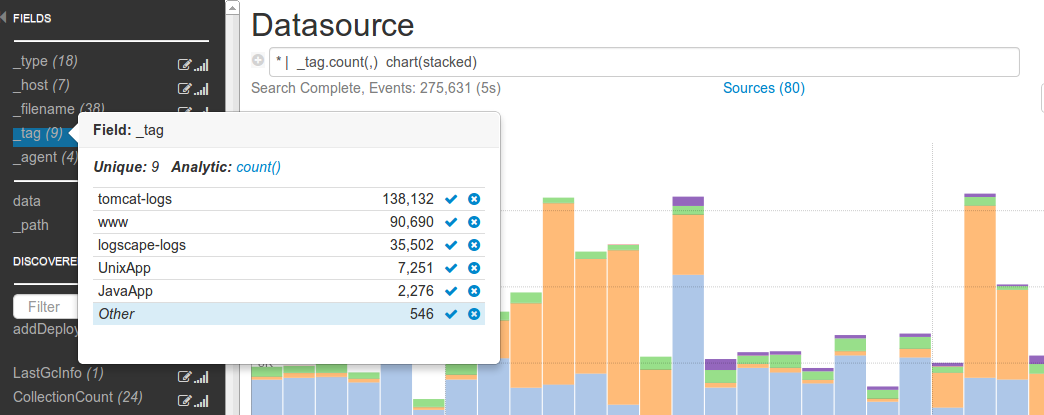 FIELDS
_type (18)
_host (7)
_filename (38)
_tag (9)
_agent (4)
data
_path
DISCOVERE
Filter
addDeploy
LastGcInfo (1)
CollectionCount (24)
Datasource
* | _tag.count(,) chart(stacked)
Search Complete, Events: 275,631 (5s)
Sources (80)
Field: _tag
Unique: 9 Analytic: count()
tomcat-logs 138,132
www 90,690
logscape-logs 35,502
UnixApp 7,251
JavaApp 2,276
Other 546